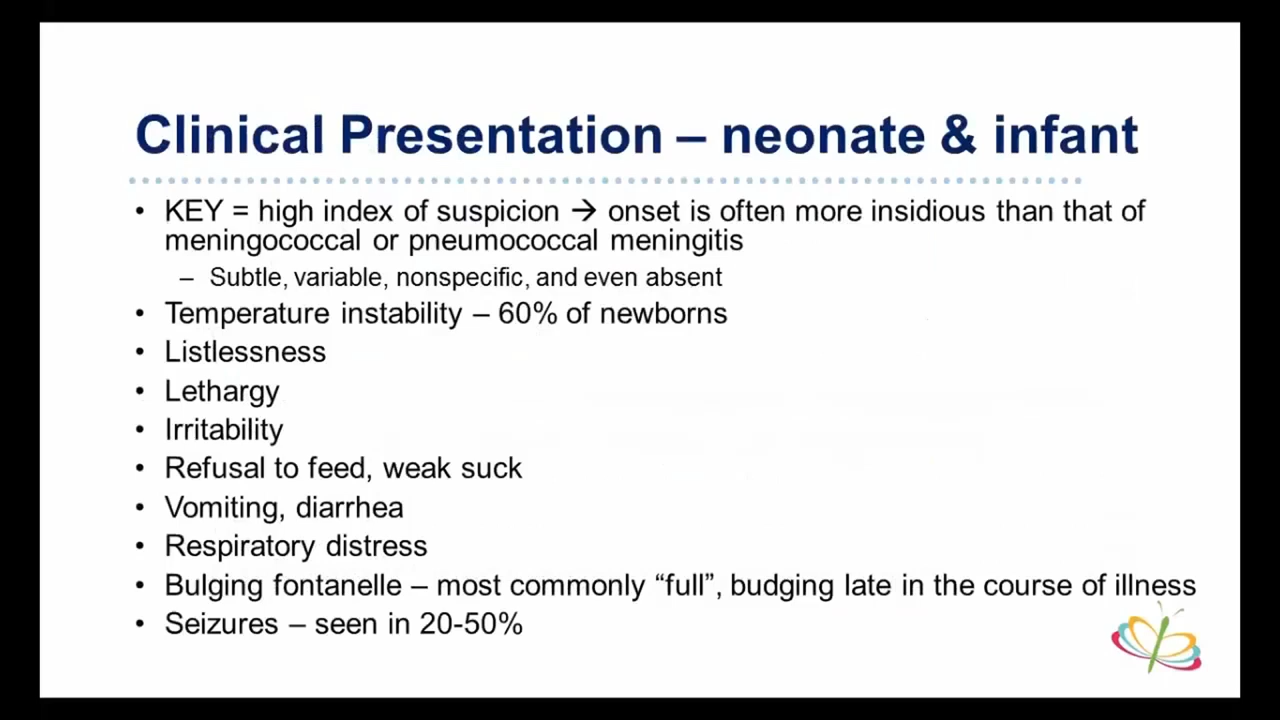 Clinical Presentation – neonate & infant
• KEY = high index of suspicion → onset is often more insidious than that of
meningococcal or pneumococcal meningitis
– Subtle, variable, nonspecific, and even absent
• Temperature instability – 60% of newborns
• Listlessness
• Lethargy
• Irritability
• Refusal to feed, weak suck
• Vomiting, diarrhea
• Respiratory distress
• Bulging fontanelle – most commonly “full”, budging late in the course of illness
• Seizures – seen in 20-50%